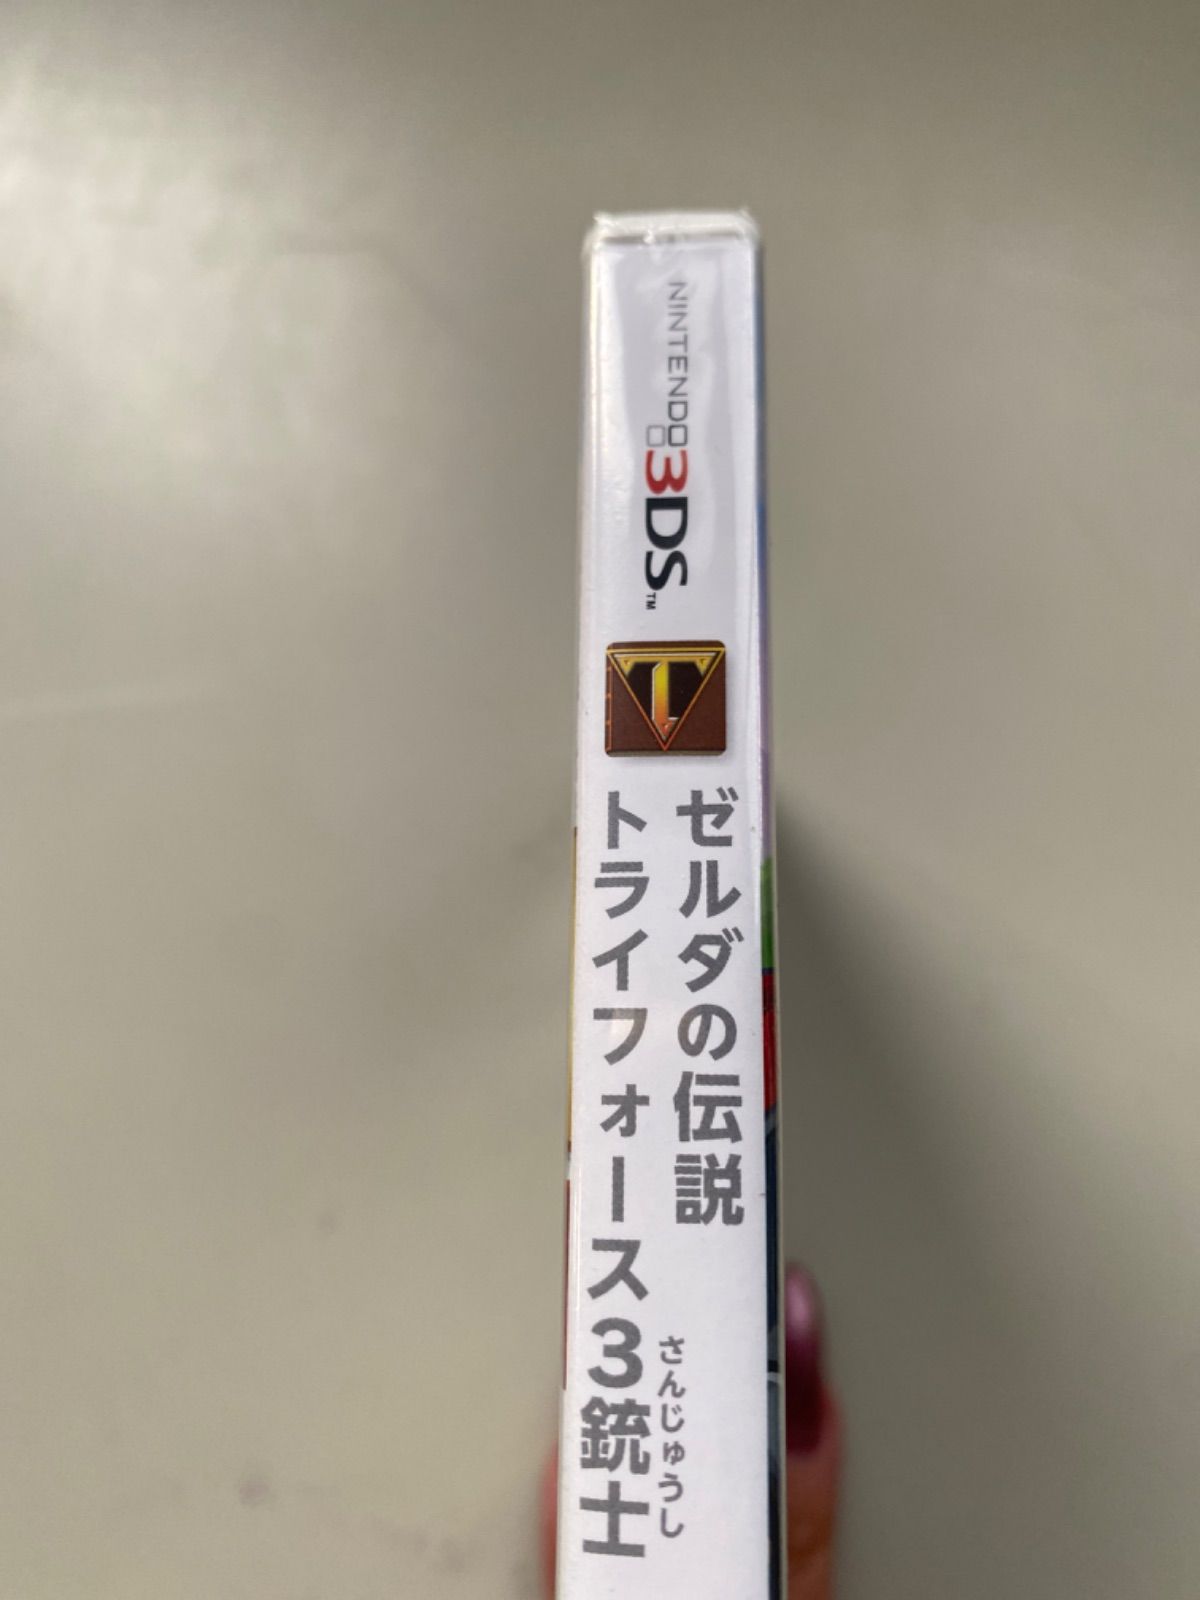 NINTENDO
3DS™
T
ゼルダの伝説
トライフォース3銃士
さんじゅうし